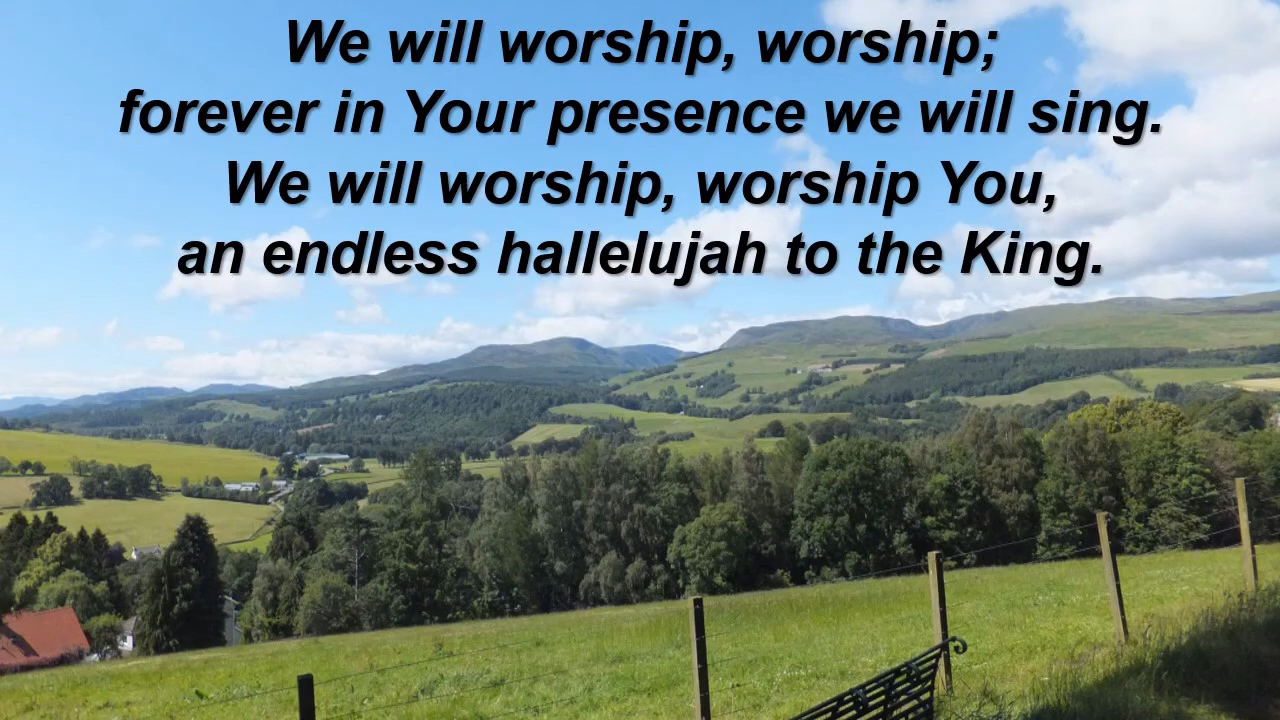 We will worship, worship;
forever in Your presence we will sing.
We will worship, worship You,
an endless hallelujah to the King.